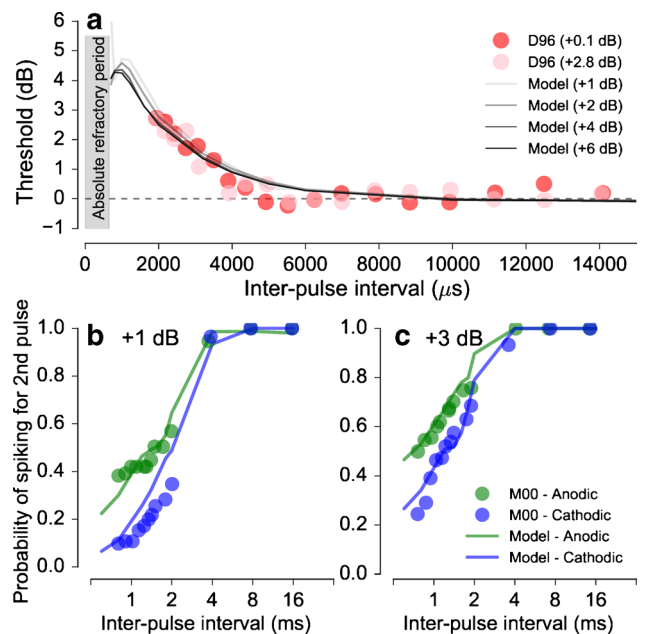 a
6
5
4
3
2
1
0
−1
Threshold (dB)
Absolute refractory period
D96 (+0.1 dB)
D96 (+2.8 dB)
Model (+1 dB)
Model (+2 dB)
Model (+4 dB)
Model (+6 dB)
0 2000 4000 6000 8000 10000 12000 14000
Inter-pulse interval (μs)
b +1 dB
1.0
0.8
0.6
0.4
0.2
0.0
Probability of spiking for 2nd pulse
1 2 4 8 16
Inter-pulse interval (ms)
c +3 dB
1.0
0.8
0.6
0.4
0.2
0.0
M00 - Anodic
M00 - Cathodic
Model - Anodic
Model - Cathodic
1 2 4 8 16
Inter-pulse interval (ms)